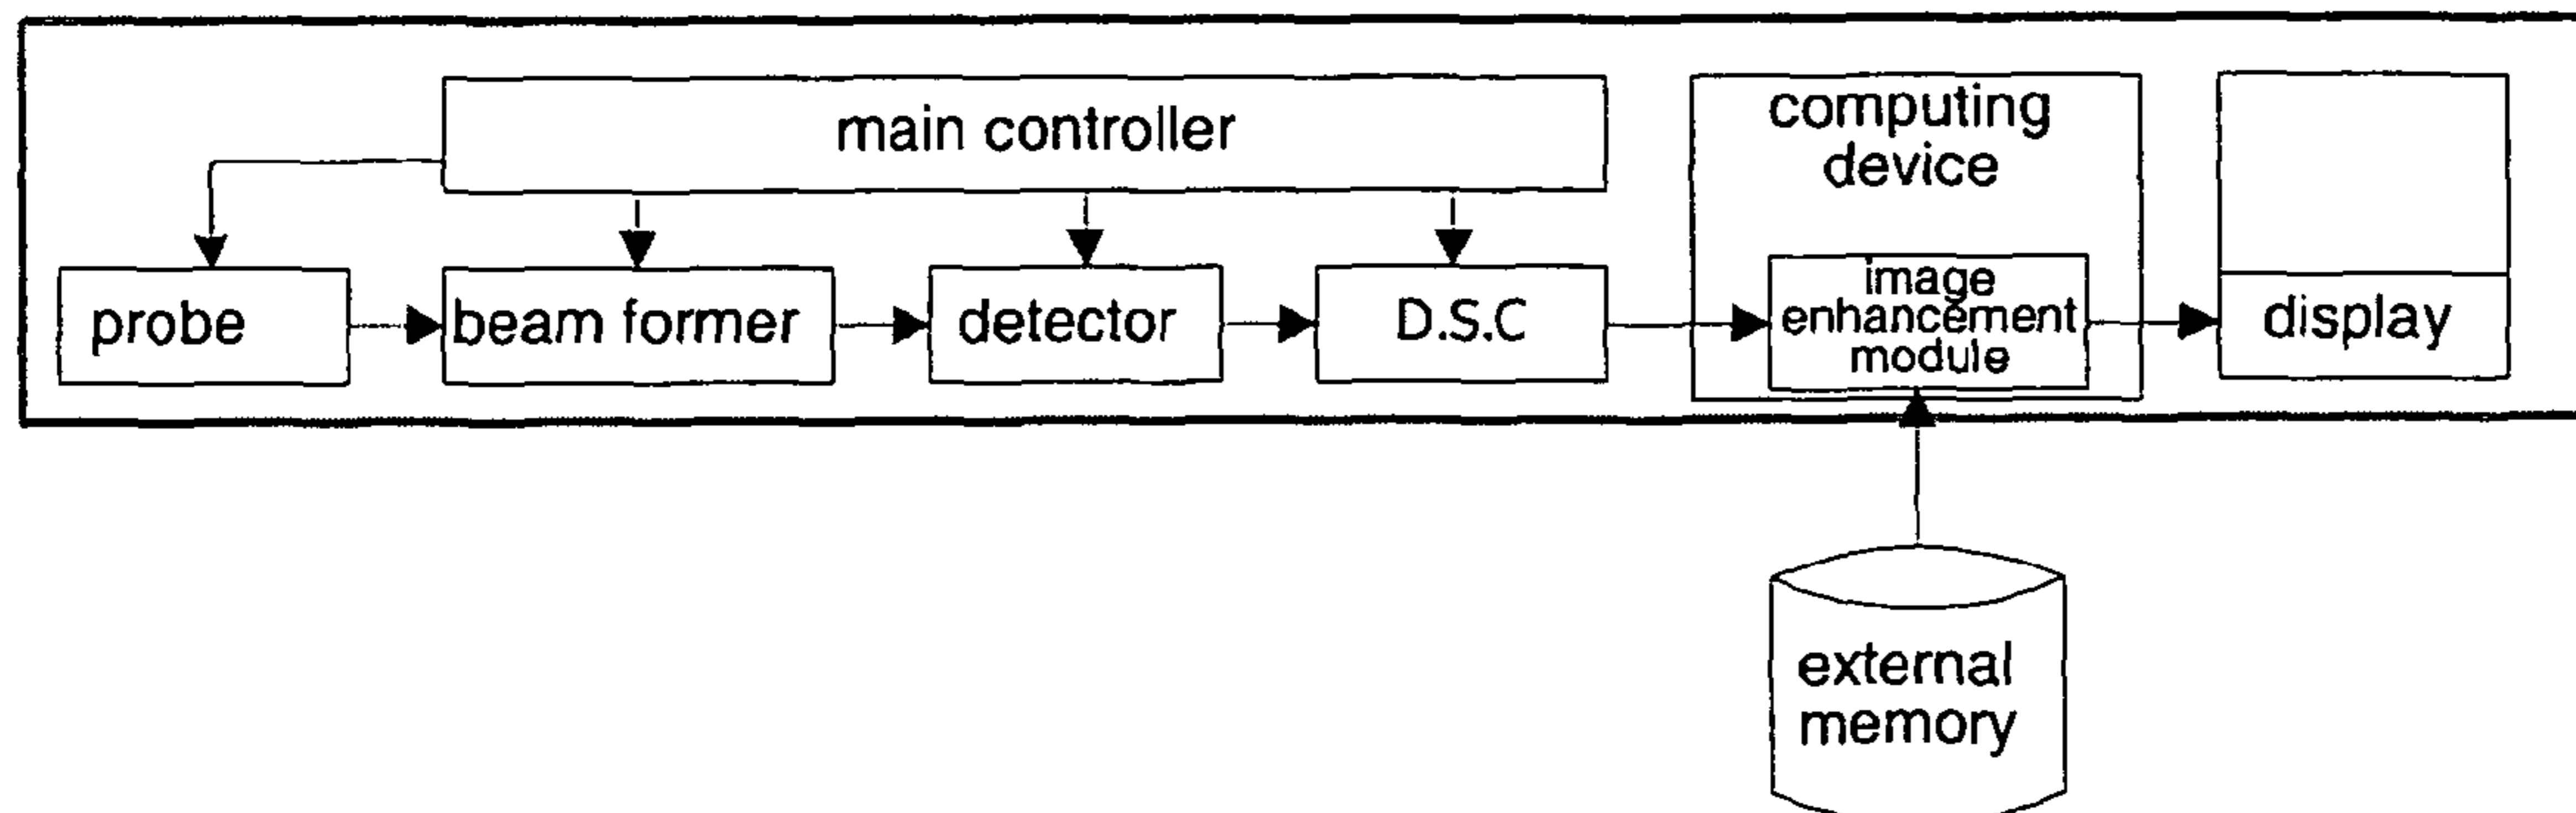 main controller
computing
device
probe
beam former
detector
D.S.C
image
enhancement
module
display
external
memory